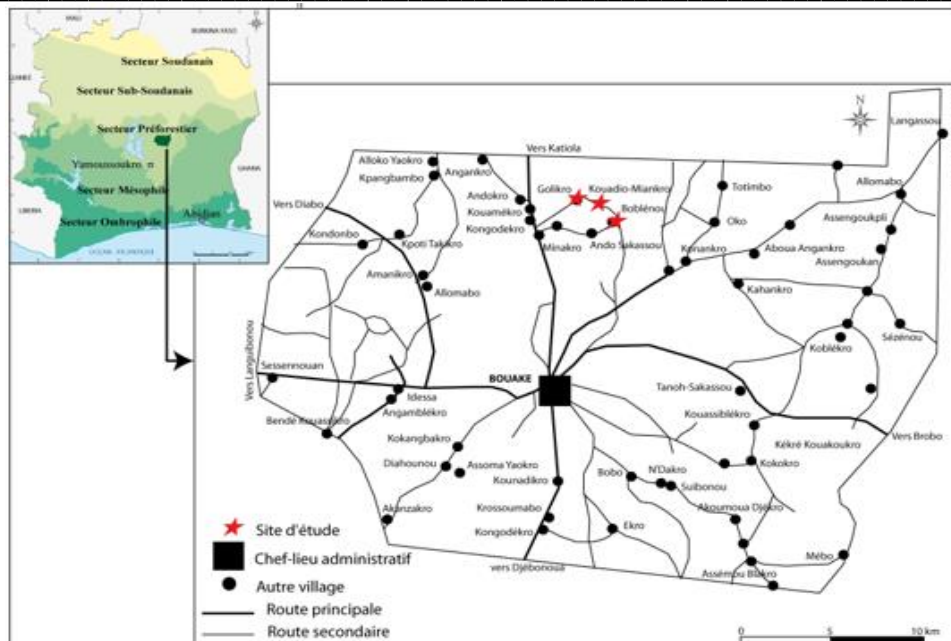 MALI
BURKINA FASO
Secteur Soudanais
Secteur Sub-Soudanais
Secteur Préforestier
Yamoussoukro
GHANA
Secteur Mésophile
LIBERIA
Abidjan
Secteur Ombrophile
OCEAN ATLANTIQUE
N
Langassou
Vers Katiola
Alloko Yaokro
Kpangbambo
Angankro
Golikro
Kouadio-Miankro
Totimbo
Allomabo
Andokro
Vers Diabo
Kouamékro
Boblénou
Assengoukpli
Kongodekro
Oko
Kondonbo
Kpoti Takikro
Minakro
Ando Sakassou
Konankro
Aboua Angankro
Assengoukan
Amanikro
Allomabo
Kahankro
Koblékro
Sézénou
Vers Languibonou
Sessennouan
BOUAKE
Tanoh-Sakassou
Idessa
Angamblékro
Bendé Kouassikro
Kouassiblékro
Vers Brobo
Kokangbakro
Kékré Kouakoukro
Diahounou
Assoma Yaokro
Kokokro
Kounadikro
Bobo
N'Dakro
Suibonou
Akanzakro
Krossoumabo
Akoumoua Djékro
Kongodékro
Ekro
Mébo
vers Djébonoua
Assémou Blakro
Site d'étude
Chef-lieu administratif
Autre village
Route principale
Route secondaire
0 5 10 km